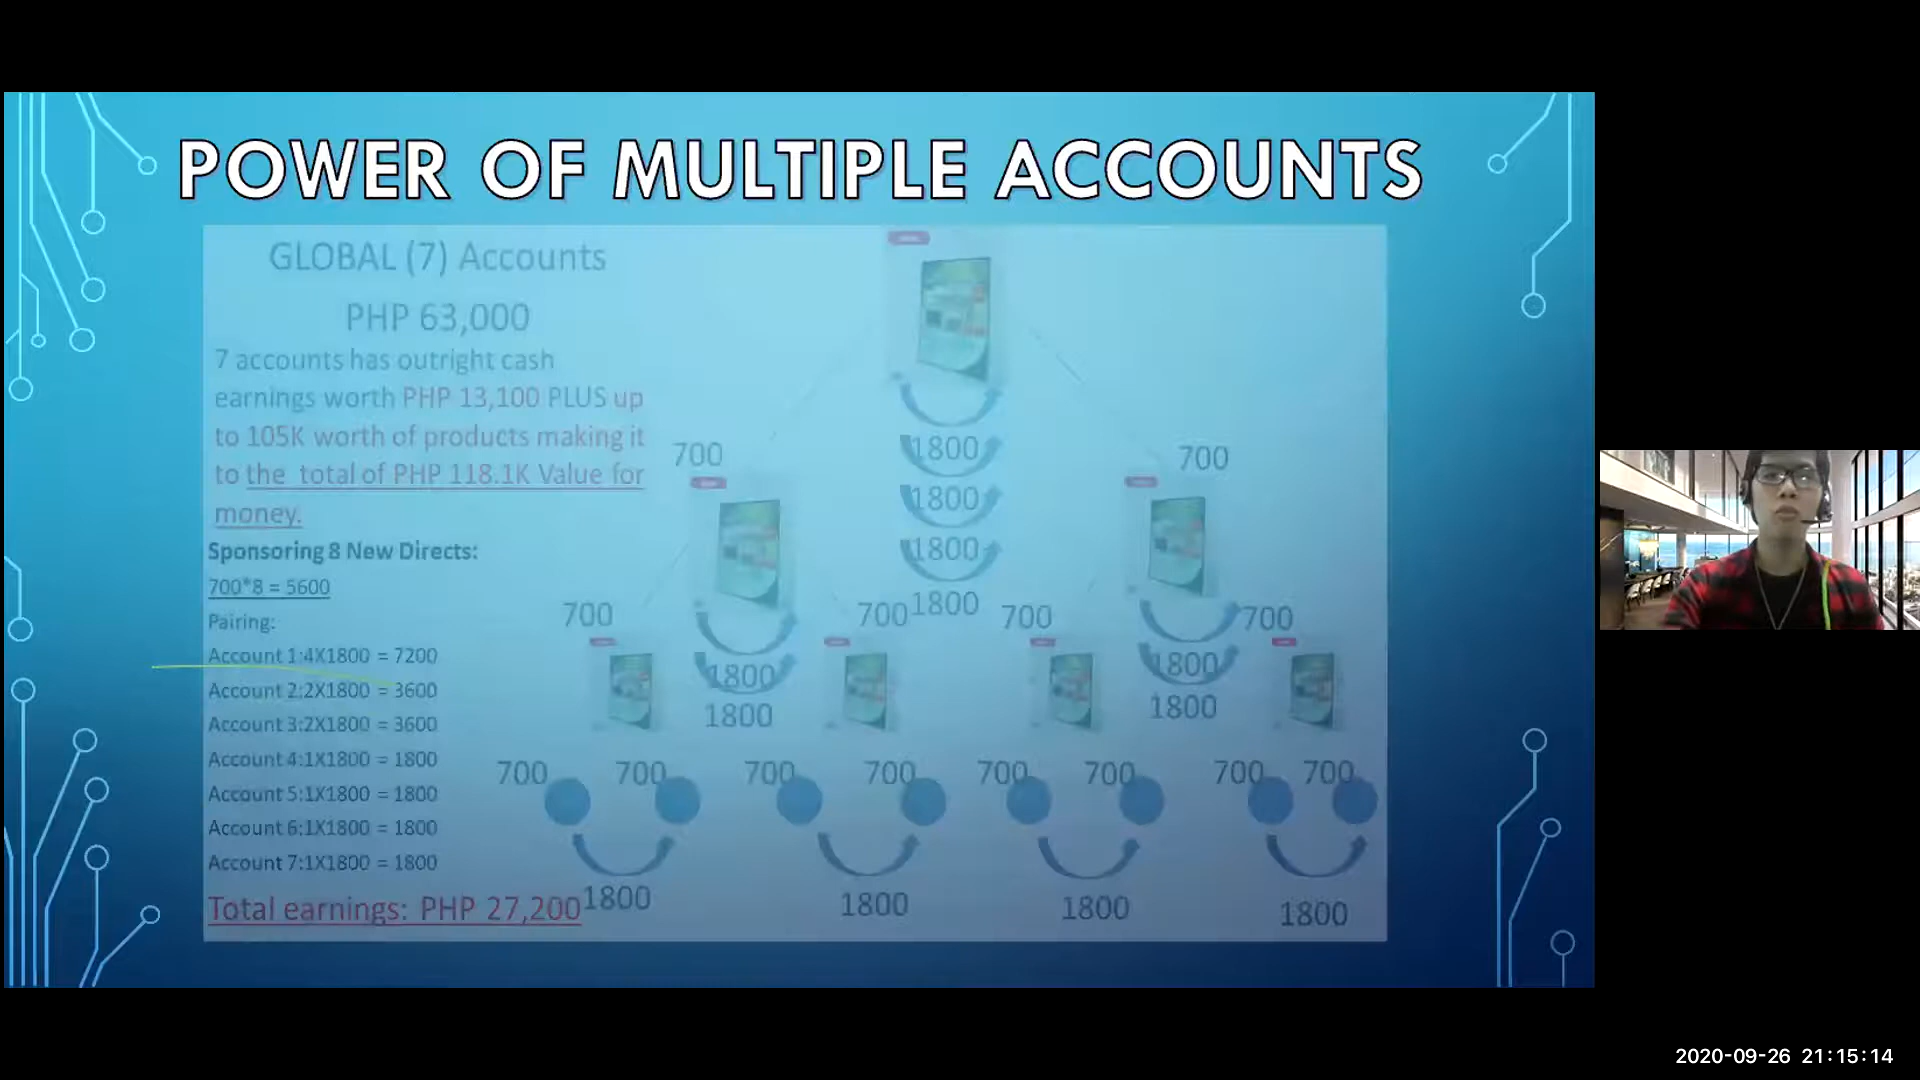 POWER OF MULTIPLE ACCOUNTS
GLOBAL (7) Accounts
PHP 63,000
7 accounts has outright cash
earnings worth PHP 13,100 PLUS up
to 105K worth of products making it
to the total of PHP 118.1K Value for
money.
Sponsoring 8 New Directs:
700*8 = 5600
Pairing:
Account 1:4X1800 = 7200
Account 2:2X1800 = 3600
Account 3:2X1800 = 3600
Account 4:1X1800 = 1800
Account 5:1X1800 = 1800
Account 6:1X1800 = 1800
Account 7:1X1800 = 1800
Total earnings: PHP 27,200
1800
700 700
1800
1800
1800
700 700 700 700
1800 1800
1800 1800
700 700 700 700 700 700 700 700
1800 1800 1800 1800
2020-09-26 21:15:14